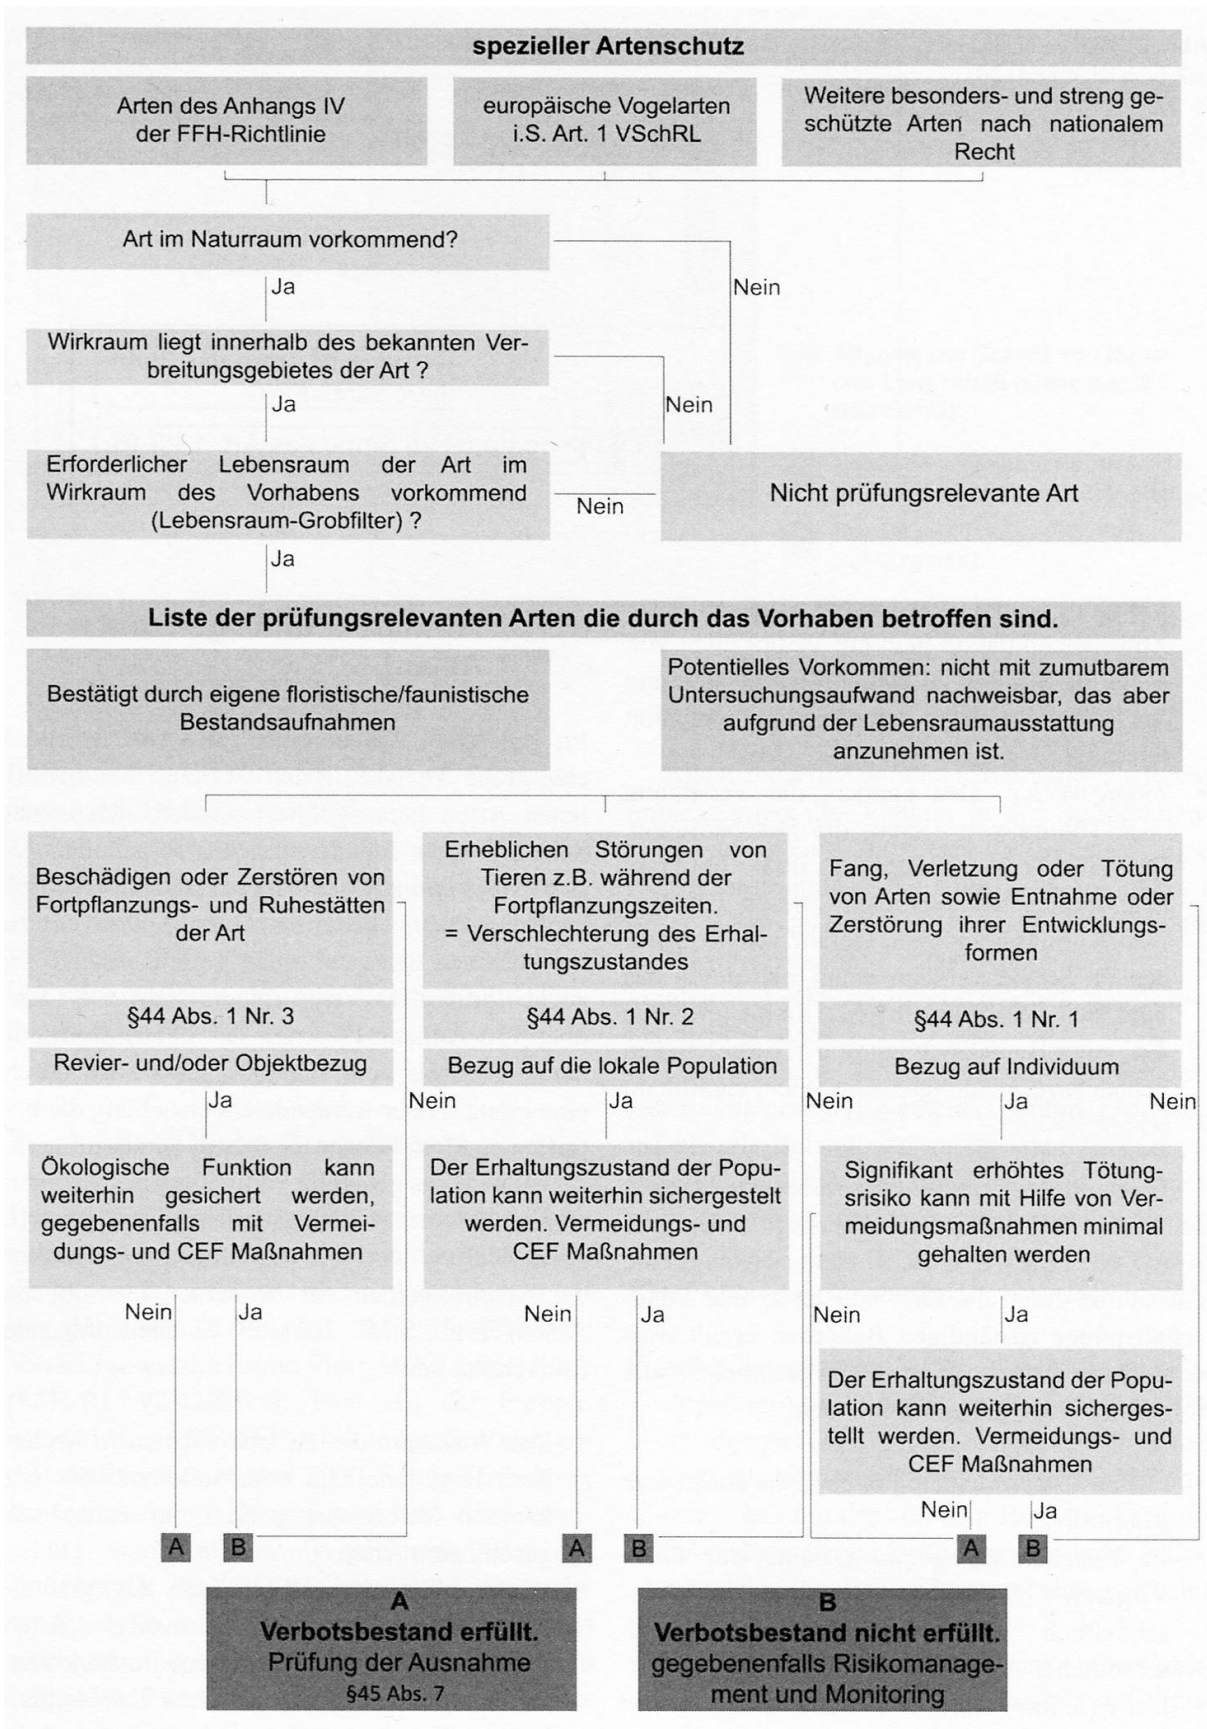 spezieller Artenschutz
Arten des Anhangs IV
der FFH-Richtlinie
europäische Vogelarten
i.S. Art. 1 VSchRL
Weitere besonders- und streng ge-
schützte Arten nach nationalem
Recht
Art im Naturraum vorkommend?
Ja
Nein
Wirkraum liegt innerhalb des bekannten Ver-
breitungsgebietes der Art ?
Ja
Nein
Erforderlicher Lebensraum der Art im
Wirkraum des Vorhabens vorkommend
(Lebensraum-Grobfilter) ?
Nein
Nicht prüfungsrelevante Art
Ja
Liste der prüfungsrelevanten Arten die durch das Vorhaben betroffen sind.
Bestätigt durch eigene floristische/faunistische
Bestandsaufnahmen
Potentielles Vorkommen: nicht mit zumutbarem
Untersuchungsaufwand nachweisbar, das aber
aufgrund der Lebensraumausstattung
anzunehmen ist.
Beschädigen oder Zerstören von
Fortpflanzungs- und Ruhestätten
der Art
§44 Abs. 1 Nr. 3
Revier- und/oder Objektbezug
Ja
Nein
Ökologische Funktion kann
weiterhin gesichert werden,
gegebenenfalls mit Vermei-
dungs- und CEF Maßnahmen
Nein
Ja
A
B
Erheblichen Störungen von
Tieren z.B. während der
Fortpflanzungszeiten.
= Verschlechterung des Erhal-
tungszustandes
§44 Abs. 1 Nr. 2
Bezug auf die lokale Population
Ja
Nein
Der Erhaltungszustand der Popu-
lation kann weiterhin sichergestelt
werden. Vermeidungs- und
CEF Maßnahmen
Nein
Ja
A
B
Fang, Verletzung oder Tötung
von Arten sowie Entnahme oder
Zerstörung ihrer Entwicklungs-
formen
§44 Abs. 1 Nr. 1
Bezug auf Individuum
Ja
Nein
Signifikant erhöhtes Tötung-
srisiko kann mit Hilfe von Ver-
meidungsmaßnahmen minimal
gehalten werden
Nein
Ja
Der Erhaltungszustand der Popu-
lation kann weiterhin sicherges-
tellt werden. Vermeidungs- und
CEF Maßnahmen
Nein
Ja
A
B
A
Verbotsbestand erfüllt.
Prüfung der Ausnahme
§45 Abs. 7
B
Verbotsbestand nicht erfüllt.
gegebenenfalls Risikomanage-
ment und Monitoring